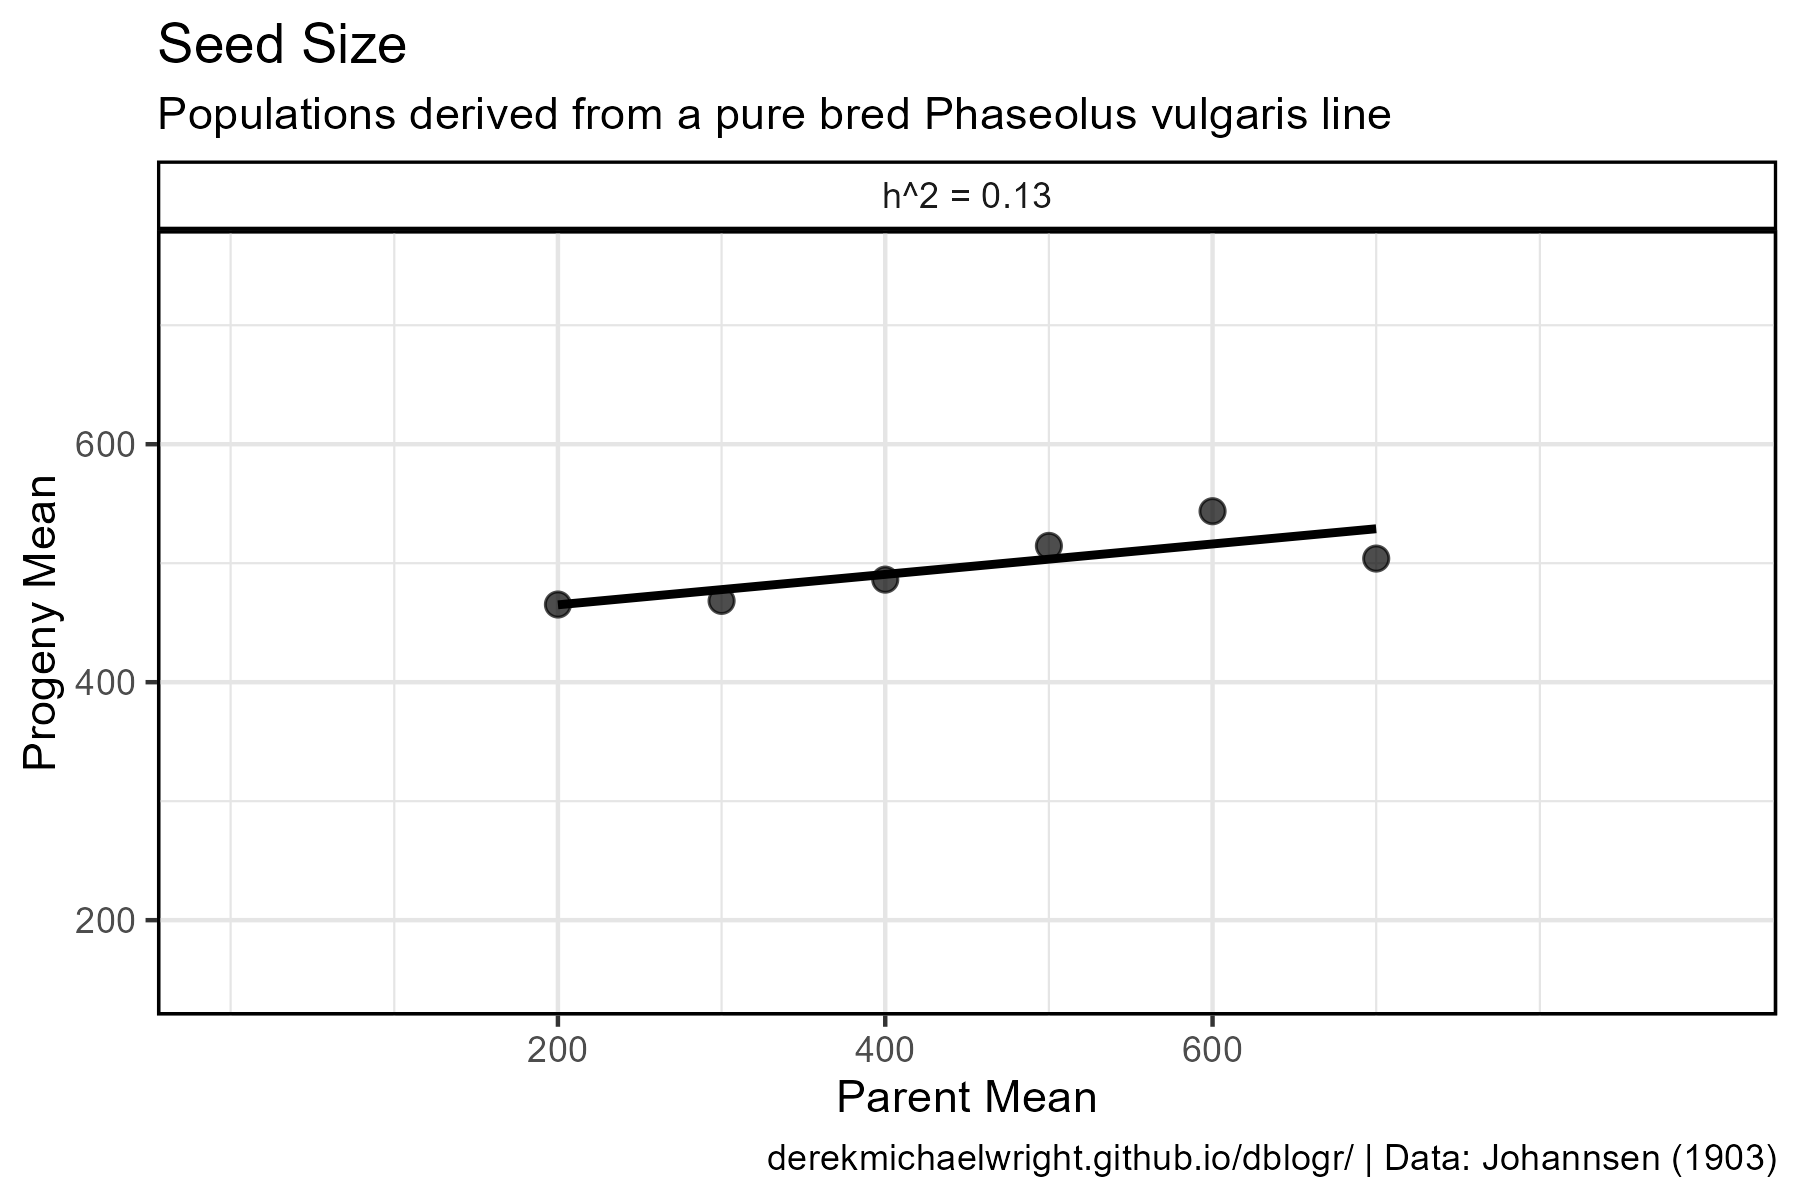 Seed Size
Populations derived from a pure bred Phaseolus vulgaris line
h^2 = 0.13
Progeny Mean
600
400
200
200 400 600
Parent Mean
derekmichaelwright.github.io/dblogr/ | Data: Johannsen (1903)